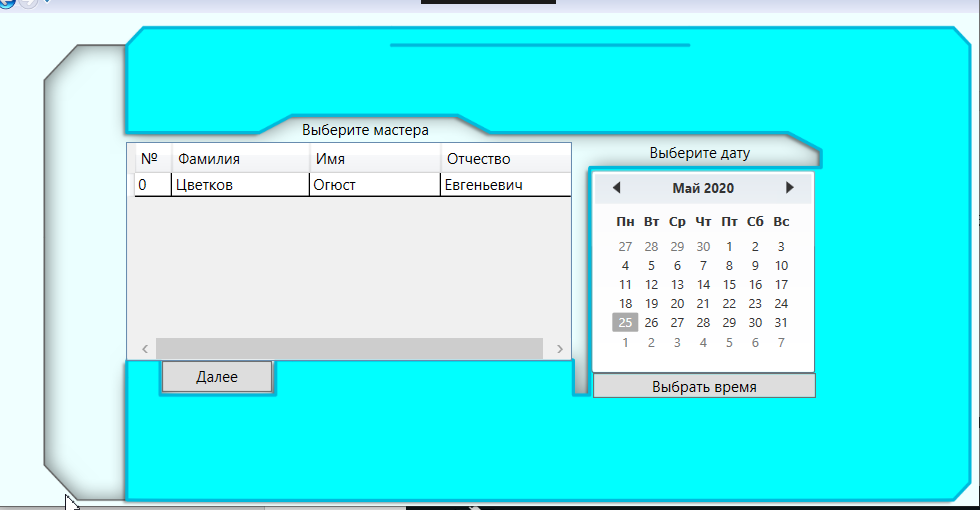 Выберите мастера
№ Фамилия Имя Отчество
0 Цветков Огюст Евгеньевич
Далее
Выберите дату
Май 2020
Пн Вт Ср Чт Пт Сб Вс
27 28 29 30 1 2 3
4 5 6 7 8 9 10
11 12 13 14 15 16 17
18 19 20 21 22 23 24
25 26 27 28 29 30 31
1 2 3 4 5 6 7
Выбрать время